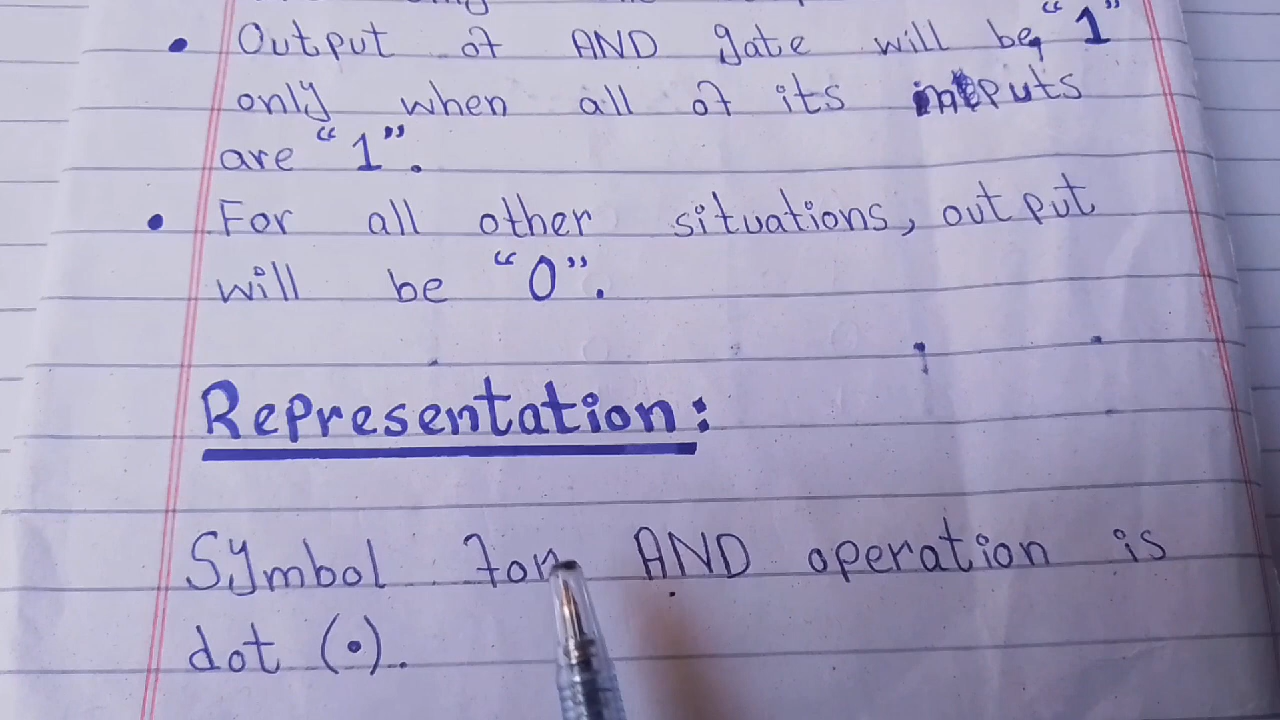 • Output of AND gate will be "1"
only when all of its inputs
are "1".
• For all other situations, output
will be "0".
Representation:
Symbol for AND operation is
dot (•).